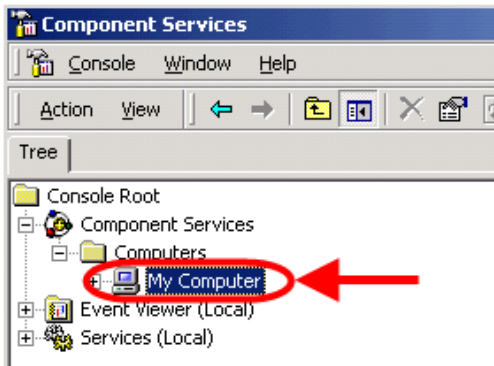 Component Services
Console Window Help
Action View
Tree
Console Root
Component Services
Computers
My Computer
Event Viewer (Local)
Services (Local)